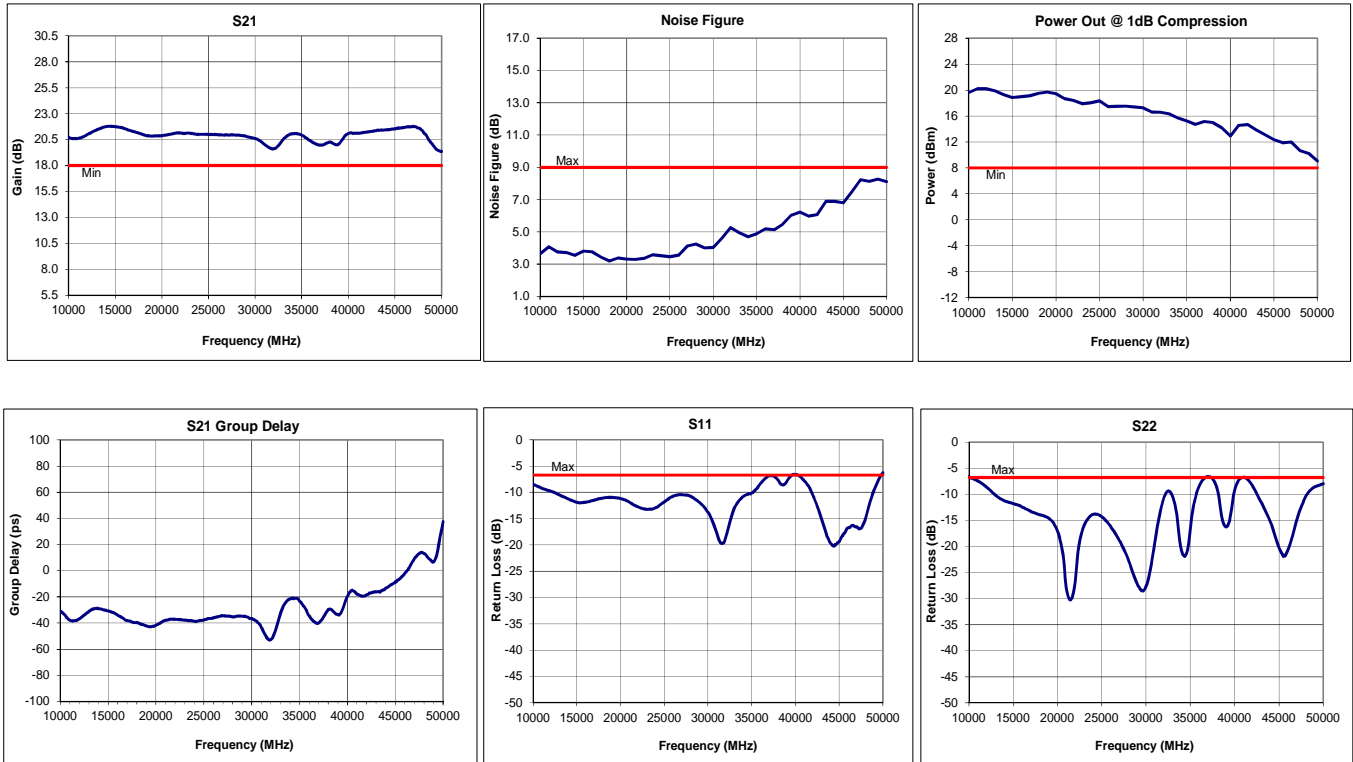 S21
Gain (dB)
30.5
28.0
25.5
23.0
20.5
18.0
15.5
13.0
10.5
8.0
5.5
Min
10000 15000 20000 25000 30000 35000 40000 45000 50000
Frequency (MHz)
Noise Figure
Noise Figure (dB)
17.0
15.0
13.0
11.0
9.0
7.0
5.0
3.0
1.0
Max
10000 15000 20000 25000 30000 35000 40000 45000 50000
Frequency (MHz)
Power Out @ 1dB Compression
Power (dBm)
28
24
20
16
12
8
4
0
-4
-8
-12
Min
10000 15000 20000 25000 30000 35000 40000 45000 50000
Frequency (MHz)
S21 Group Delay
Group Delay (ps)
100
80
60
40
20
0
-20
-40
-60
-80
-100
10000 15000 20000 25000 30000 35000 40000 45000 50000
Frequency (MHz)
S11
Return Loss (dB)
0
-5
-10
-15
-20
-25
-30
-35
-40
-45
-50
Max
10000 15000 20000 25000 30000 35000 40000 45000 50000
Frequency (MHz)
S22
Return Loss (dB)
0
-5
-10
-15
-20
-25
-30
-35
-40
-45
-50
Max
10000 15000 20000 25000 30000 35000 40000 45000 50000
Frequency (MHz)